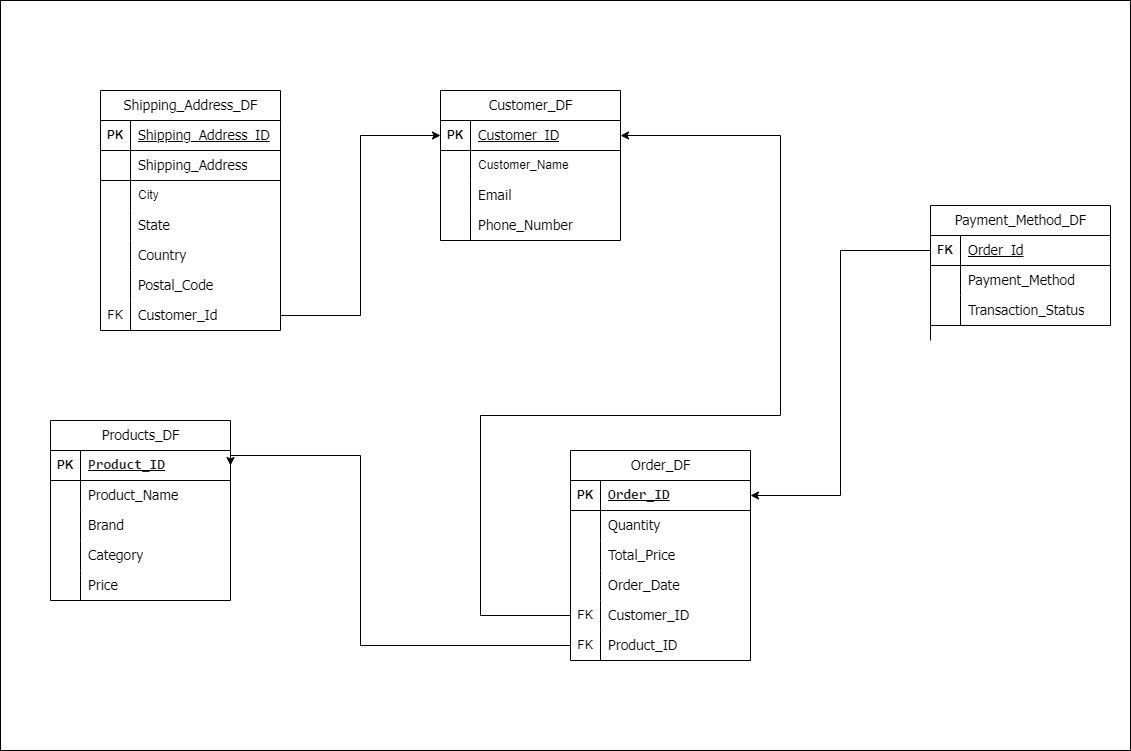 Shipping_Address_DF
PK Shipping_Address_ID
Shipping_Address
City
State
Country
Postal_Code
FK Customer_Id
Customer_DF
PK Customer_ID
Customer_Name
Email
Phone_Number
Payment_Method_DF
FK Order_Id
Payment_Method
Transaction_Status
Products_DF
PK Product_ID
Product_Name
Brand
Category
Price
Order_DF
PK Order_ID
Quantity
Total_Price
Order_Date
FK Customer_ID
FK Product_ID